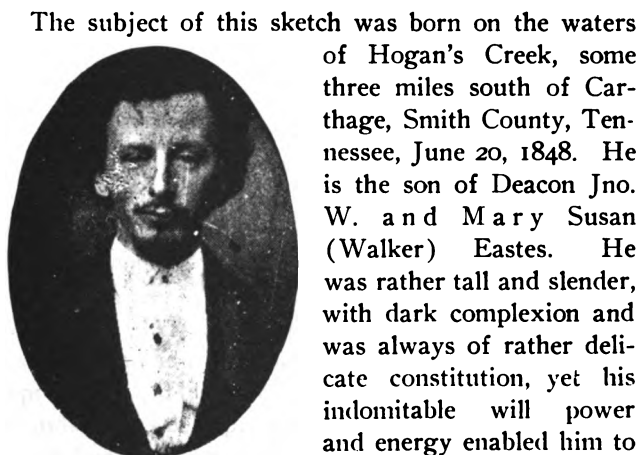 The subject of this sketch was born on the waters
of Hogan's Creek, some
three miles south of Car-
thage, Smith County, Ten-
nessee, June 20, 1848. He
is the son of Deacon Jno.
W. and Mary Susan
(Walker) Eastes. He
was rather tall and slender,
with dark complexion and
was always of rather deli-
cate constitution, yet his
indomitable will power
and energy enabled him to